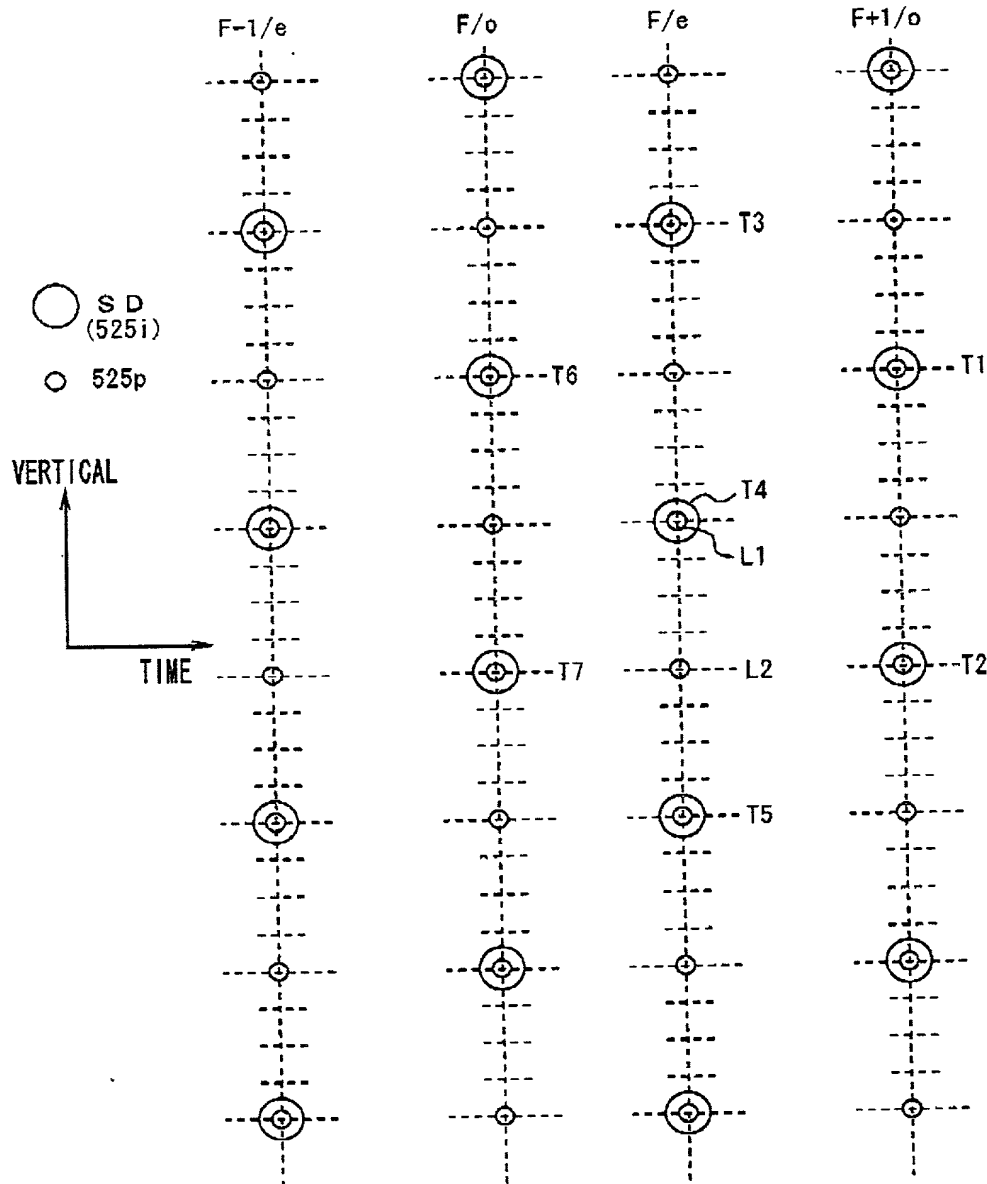 F-1/e F/o F/e F+1/o
T3
SD
(525i)
525p
T6 T1
VERTICAL
T4
L1
TIME
T7 L2 T2
T5